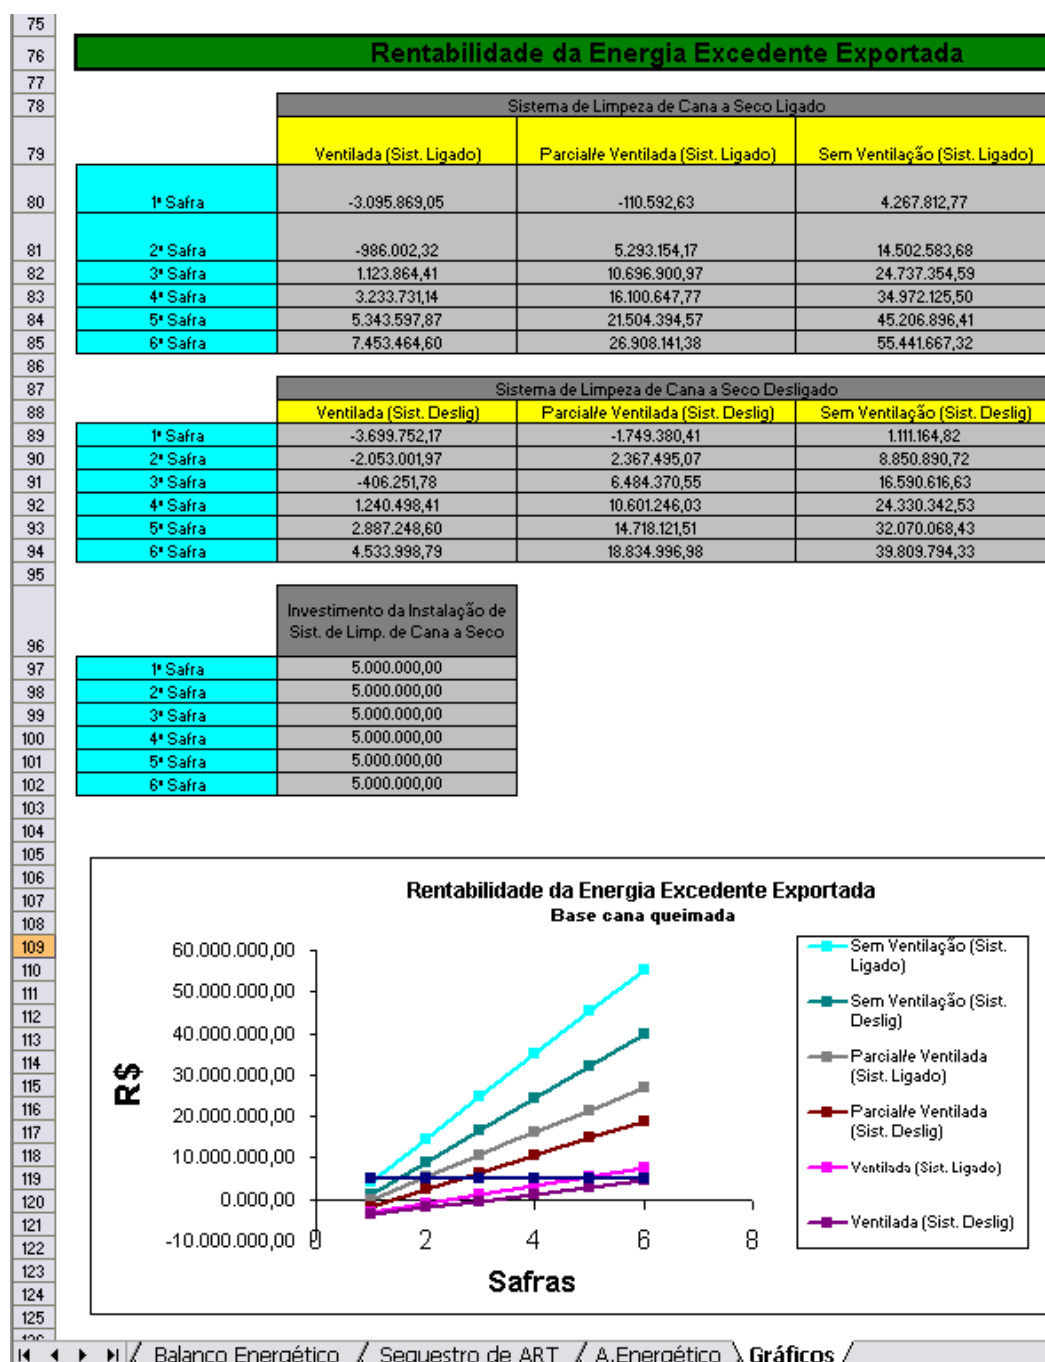 75
76 Rentabilidade da Energia Excedente Exportada
77
78 Sistema de Limpeza de Cana a Seco Ligado
79 Ventilada (Sist. Ligado) Parcial/e Ventilada (Sist. Ligado) Sem Ventilação (Sist. Ligado)
80 1ª Safra -3.095.869,05 -110.592,63 4.267.812,77
81 2ª Safra -986.002,32 5.293.154,17 14.502.583,68
82 3ª Safra 1.123.864,41 10.696.900,97 24.737.354,59
83 4ª Safra 3.233.731,14 16.100.647,77 34.972.125,50
84 5ª Safra 5.343.597,87 21.504.394,57 45.206.896,41
85 6ª Safra 7.453.464,60 26.908.141,38 55.441.667,32
86
87 Sistema de Limpeza de Cana a Seco Desligado
88 Ventilada (Sist. Deslig) Parcial/e Ventilada (Sist. Deslig) Sem Ventilação (Sist. Deslig)
89 1ª Safra -3.699.752,17 -1.749.380,41 1.111.164,82
90 2ª Safra -2.053.001,97 2.367.495,07 8.850.890,72
91 3ª Safra -406.251,78 6.484.370,55 16.590.616,63
92 4ª Safra 1.240.498,41 10.601.246,03 24.330.342,53
93 5ª Safra 2.887.248,60 14.718.121,51 32.070.068,43
94 6ª Safra 4.533.998,79 18.834.996,98 39.809.794,33
95
Investimento da Instalação de
Sist. de Limp. de Cana a Seco
96
97 1ª Safra 5.000.000,00
98 2ª Safra 5.000.000,00
99 3ª Safra 5.000.000,00
100 4ª Safra 5.000.000,00
101 5ª Safra 5.000.000,00
102 6ª Safra 5.000.000,00
103
104
105
106
107
108
109
110
111
112
113
114
115
116
117
118
119
120
121
122
123
124
125
Rentabilidade da Energia Excedente Exportada
Base cana queimada
60.000.000,00
50.000.000,00
40.000.000,00
30.000.000,00
20.000.000,00
10.000.000,00
0.000,00
-10.000.000,00
R$
0 2 4 6 8
Safras
Sem Ventilação (Sist.
Ligado)
Sem Ventilação (Sist.
Deslig)
Parcial/e Ventilada
(Sist. Ligado)
Parcial/e Ventilada
(Sist. Deslig)
Ventilada (Sist. Ligado)
Ventilada (Sist. Deslig)
Balanço Energético / Sequestro de ART / A.Energético \ Gráficos /